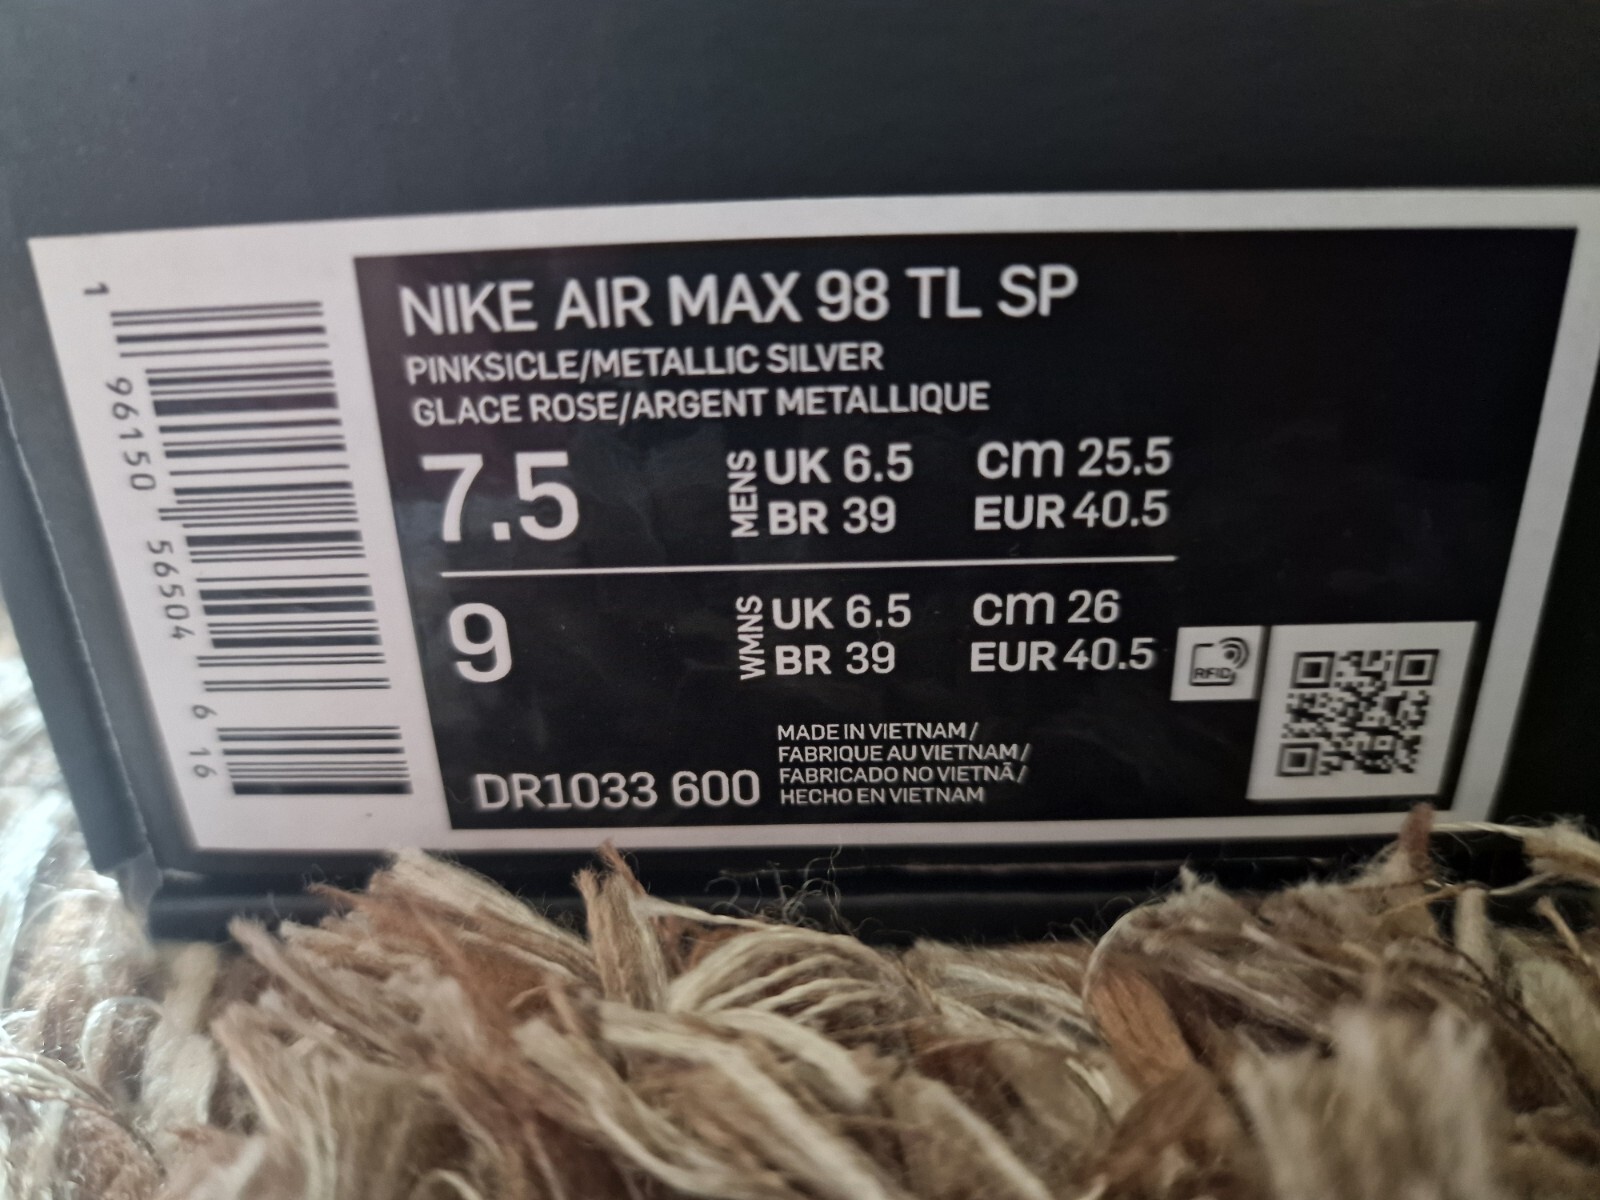 NIKE AIR MAX 98 TL SP
PINKSICLE/METALLIC SILVER
GLACE ROSE/ARGENT METALLIQUE
7.5
MENS
UK 6.5
cm 25.5
BR 39
EUR 40.5
9
WMNS
UK 6.5
cm 26
BR 39
EUR 40.5
RFID
DR1033 600
MADE IN VIETNAM/
FABRIQUE AU VIETNAM/
FABRICADO NO VIETNÃ/
HECHO EN VIETNAM
1 96150 56504 6 16